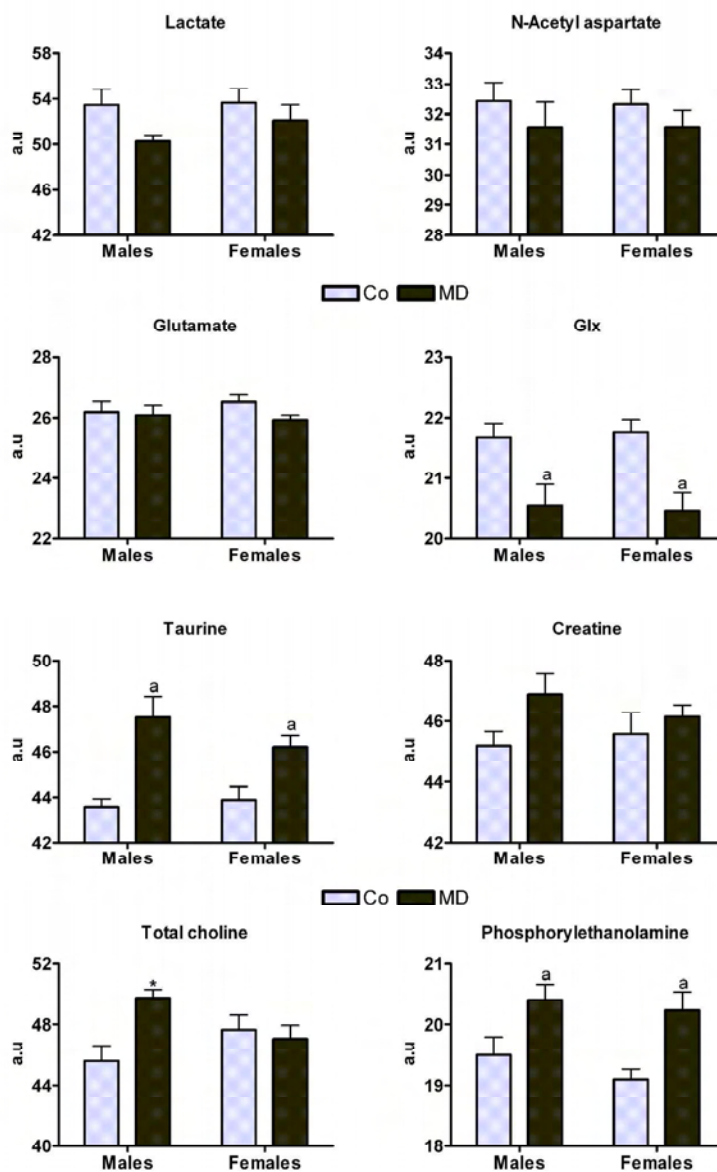 Lactate
58
54
50
46
42
a.u
Males Females
N-Acetyl aspartate
34
33
32
31
30
29
28
a.u
Males Females
Co MD
Glutamate
28
26
24
22
a.u
Males Females
Glx
23
22
21
20
a.u
a a
Males Females
Taurine
50
48
46
44
42
a.u
a a
Males Females
Creatine
48
46
44
42
a.u
Males Females
Co MD
Total choline
52
48
44
40
a.u
*
Males Females
Phosphorylethanolamine
21
20
19
18
a.u
a a
Males Females